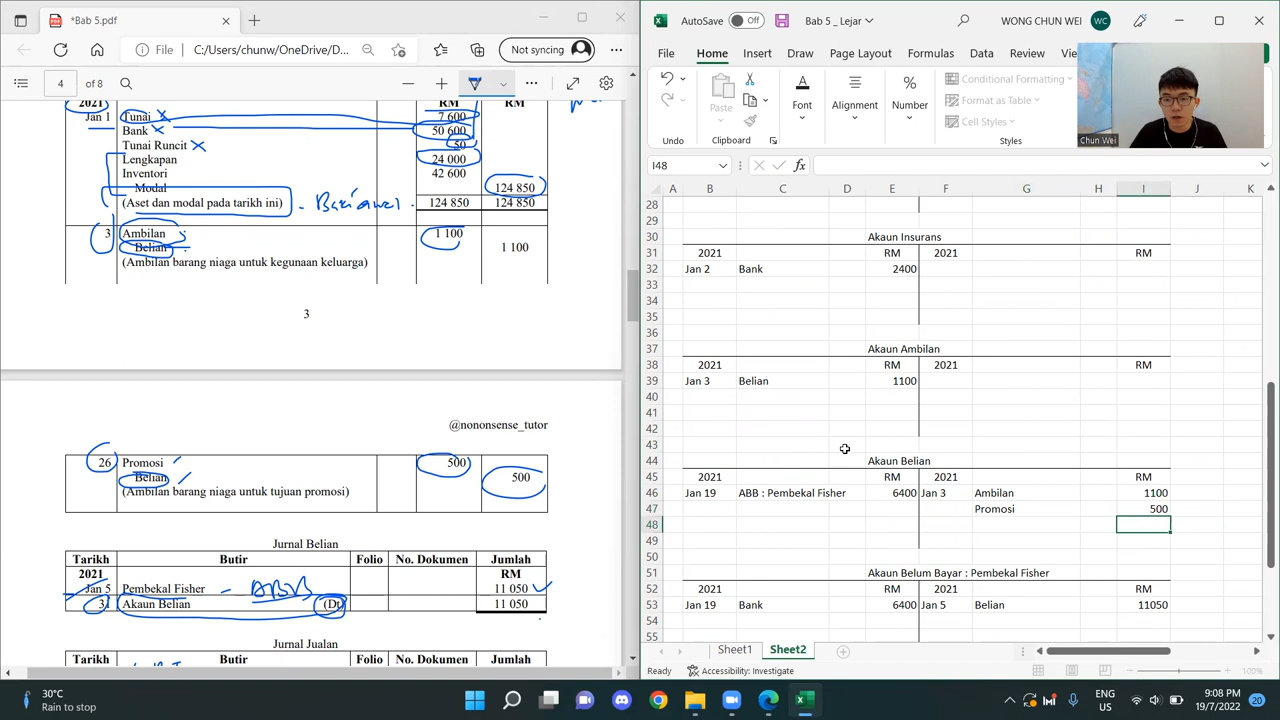 *Bab 5.pdf
File
C:/Users/chunw/OneDrive/D...
Not syncing
4 of 8
2021 RM RM
Jan 1 Tunai 7 600
Bank 50 600
Tunai Runcit 50
Lengkapan 24 000
Inventori 42 600
Modal 124 850
(Aset dan modal pada tarikh ini) - Baki awal . 124 850 124 850
3 Ambilan 1 100
Belian 1 100
(Ambilan barang niaga untuk kegunaan keluarga)
3
@nononsense_tutor
26 Promosi 500
Belian 500
(Ambilan barang niaga untuk tujuan promosi)
Jurnal Belian
Tarikh Butir Folio No. Dokumen Jumlah
2021 RM
Jan 5 Pembekal Fisher - ABB 11 050
31 Akaun Belian (Dt) 11 050
Jurnal Jualan
Tarikh Butir Folio No. Dokumen Jumlah
AutoSave Off Bab 5 _ Lejar WONG CHUN WEI WC
File Home Insert Draw Page Layout Formulas Data Review
Paste Font Alignment Number Conditional Formatting
Format as Table
Cell Styles
Undo Clipboard Styles
Chun Wei
I48 fx
A B C D E F G H I J K
28
30 Akaun Insurans
31 2021 RM 2021 RM
32 Jan 2 Bank 2400
33
34
35
36
37 Akaun Ambilan
38 2021 RM 2021 RM
39 Jan 3 Belian 1100
40
41
42
43
44 Akaun Belian
45 2021 RM 2021 RM
46 Jan 19 ABB : Pembekal Fisher 6400 Jan 3 Ambilan 1100
47 Promosi 500
48
49
50
51 Akaun Belum Bayar : Pembekal Fisher
52 2021 RM 2021 RM
53 Jan 19 Bank 6400 Jan 5 Belian 11050
54
55
Sheet1 Sheet2
Ready Accessibility: Investigate 100%
30°C
Rain to stop
ENG
US
9:08 PM
19/7/2022
20